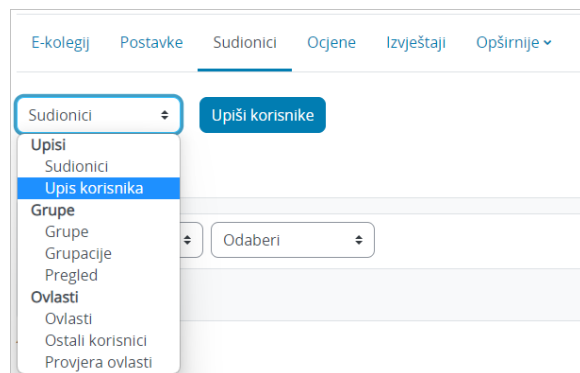 E-kolegij Postavke Sudionici Ocjene Izvještaji Opširnije
Sudionici Upiši korisnike
Upisi
Sudionici
Upis korisnika
Grupe
Grupe
Odaberi
Grupacije
Pregled
Ovlasti
Ovlasti
Ostali korisnici
Provjera ovlasti